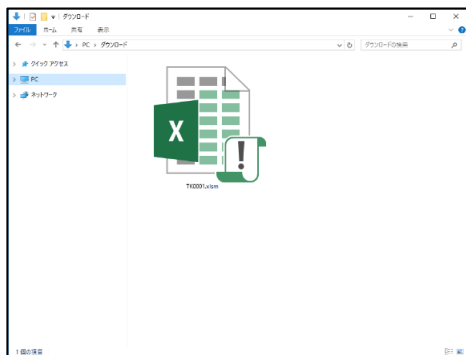 ダウンロード
ファイル ホーム 共有 表示
PC ダウンロード ダウンロードの検索
クイック アクセス
PC
ネットワーク
X
TK0001.xlsm
1 個の項目